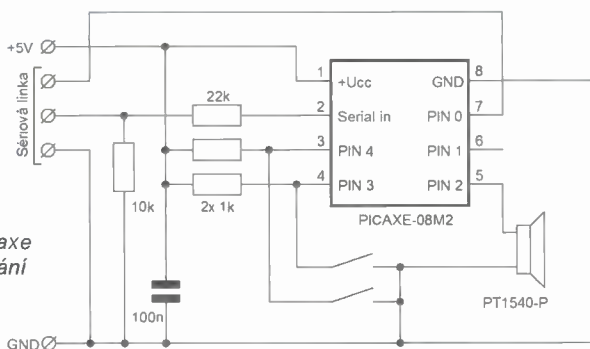 +5V
Sériová linka
GND
10k
100n
22k
2x 1k
1
2
3
4
+Ucc
Serial in
PIN 4
PIN 3
GND
PIN 0
PIN 1
PIN 2
8
7
6
5
PICAXE-08M2
PT1540-P
axe
ání